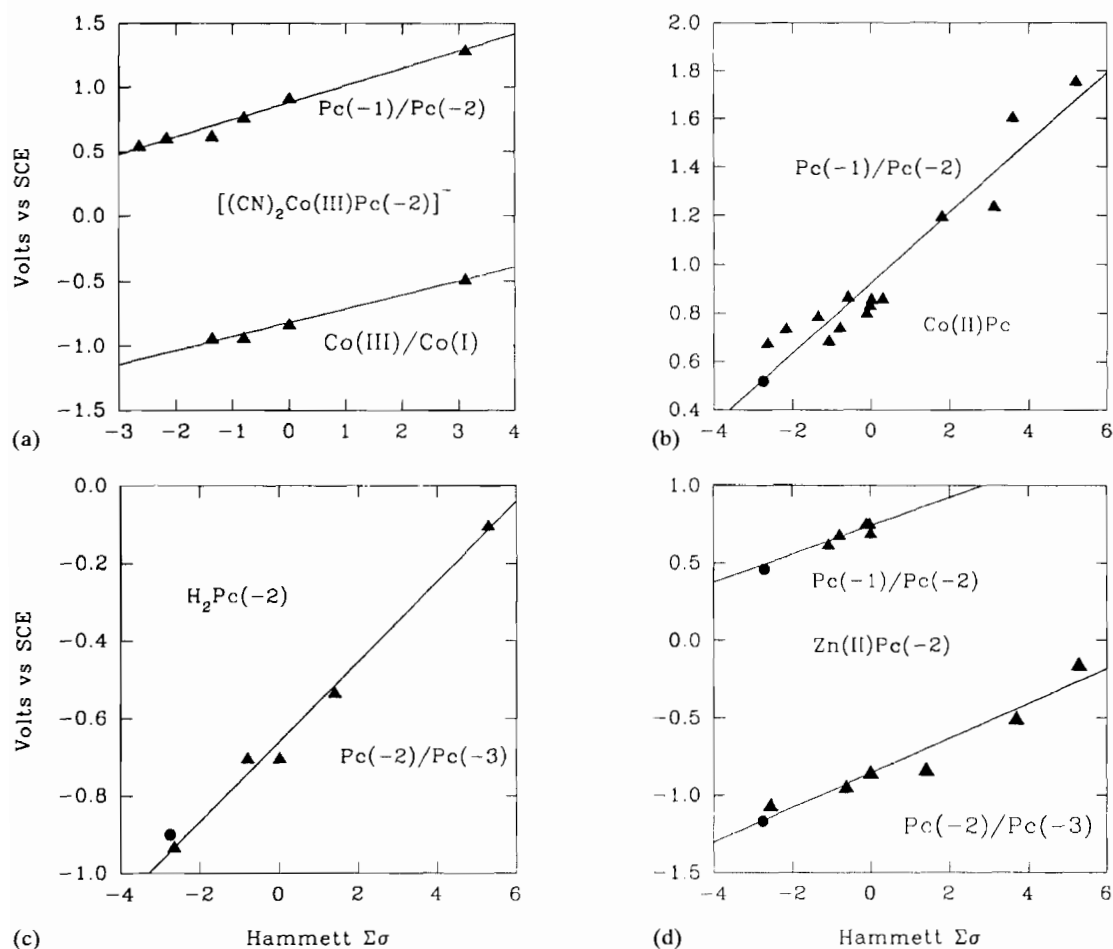 Volts vs SCE
1.5
1.0
0.5
0.0
−0.5
−1.0
−1.5
Pc(−1)/Pc(−2)
[(CN)₂Co(III)Pc(−2)]⁻
Co(III)/Co(I)
−3 −2 −1 0 1 2 3 4
(a)
2.0
1.8
1.6
1.4
1.2
1.0
0.8
0.6
0.4
Pc(−1)/Pc(−2)
Co(II)Pc
−4 −2 0 2 4 6
(b)
Volts vs SCE
0.0
−0.2
−0.4
−0.6
−0.8
−1.0
H₂Pc(−2)
Pc(−2)/Pc(−3)
−4 −2 0 2 4 6
(c)
Hammett Σσ
1.0
0.5
0.0
−0.5
−1.0
−1.5
Pc(−1)/Pc(−2)
Zn(II)Pc(−2)
Pc(−2)/Pc(−3)
−4 −2 0 2 4 6
(d)
Hammett Σσ